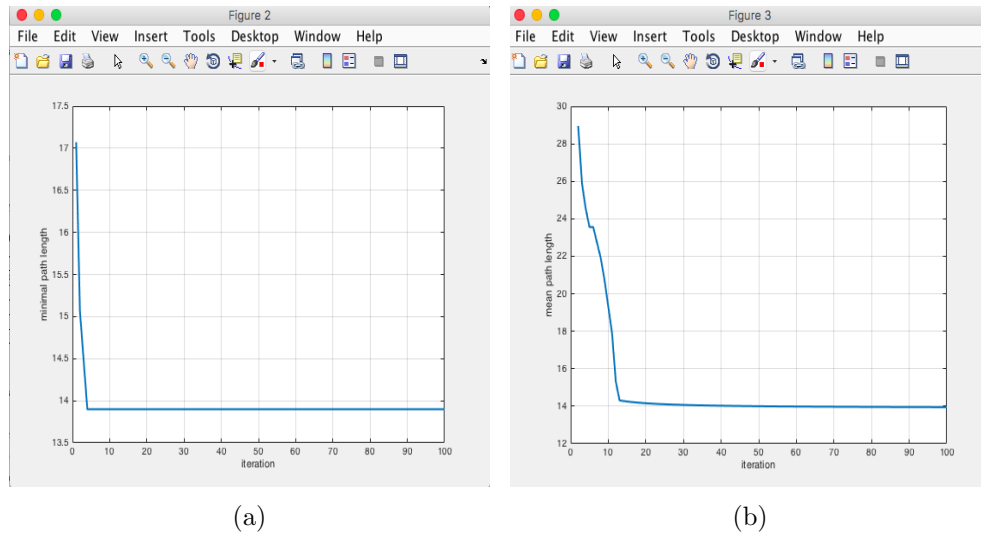 Figure 2
File Edit View Insert Tools Desktop Window Help
17.5
17
16.5
16
15.5
15
14.5
14
13.5
minimal path length
0 10 20 30 40 50 60 70 80 90 100
iteration
(a)
Figure 3
File Edit View Insert Tools Desktop Window Help
30
28
26
24
22
20
18
16
14
12
mean path length
0 10 20 30 40 50 60 70 80 90 100
iteration
(b)